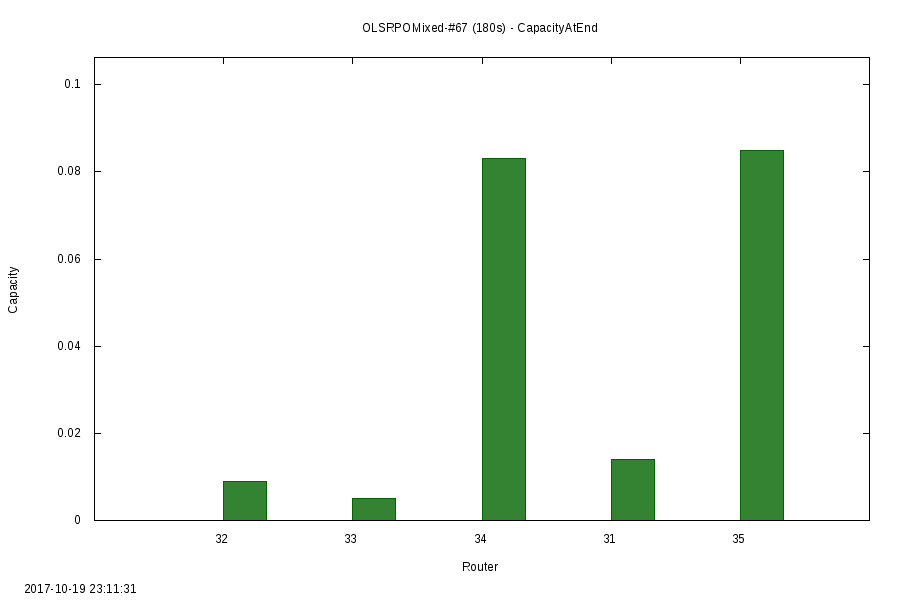 OLSRPOMixed-#67 (180s) - CapacityAtEnd
0.1
0.08
0.06
0.04
0.02
0
Capacity
32 33 34 31 35
Router
2017-10-19 23:11:31